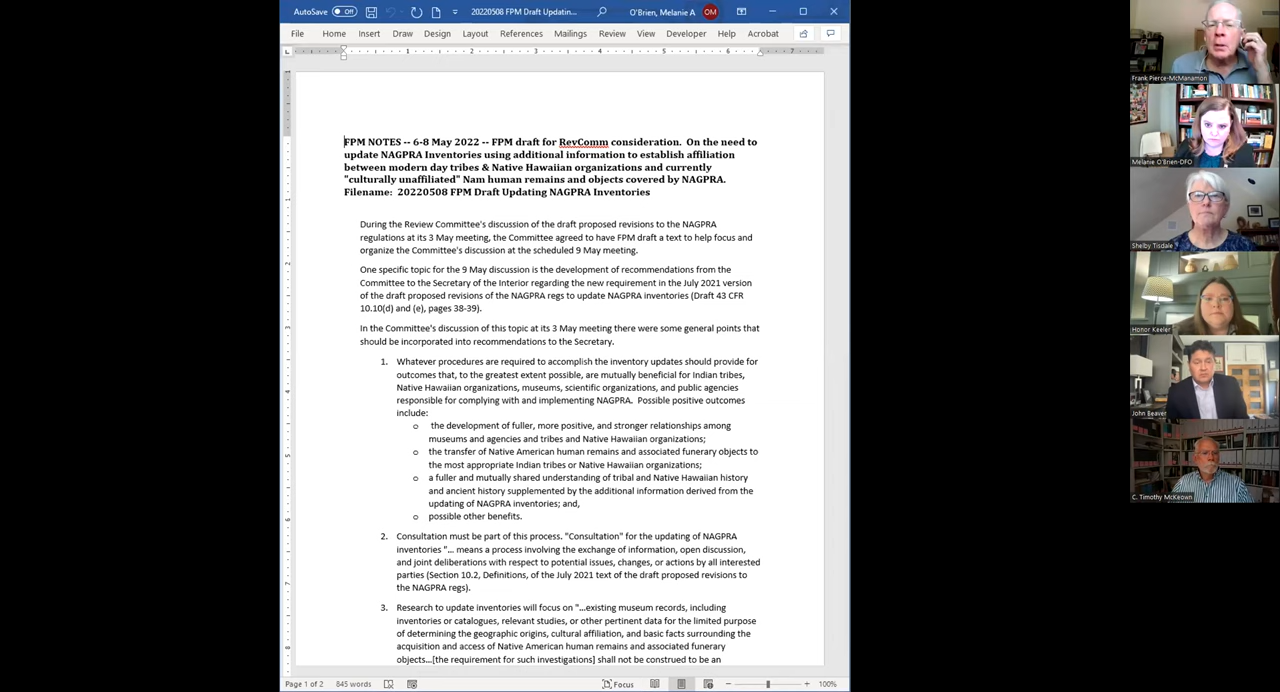 AutoSave Off 20220508 FPM Draft Updatin... O'Brien, Melanie A OM
File Home Insert Draw Design Layout References Mailings Review View Developer Help Acrobat
1 2 3 4 5 6 7
FPM NOTES -- 6-8 May 2022 -- FPM draft for RevComm consideration. On the need to
update NAGPRA Inventories using additional information to establish affiliation
between modern day tribes & Native Hawaiian organizations and currently
"culturally unaffiliated" Nam human remains and objects covered by NAGPRA.
Filename: 20220508 FPM Draft Updating NAGPRA Inventories
During the Review Committee's discussion of the draft proposed revisions to the NAGPRA
regulations at its 3 May meeting, the Committee agreed to have FPM draft a text to help focus and
organize the Committee's discussion at the scheduled 9 May meeting.
One specific topic for the 9 May discussion is the development of recommendations from the
Committee to the Secretary of the Interior regarding the new requirement in the July 2021 version
of the draft proposed revisions of the NAGPRA regs to update NAGPRA inventories (Draft 43 CFR
10.10(d) and (e), pages 38-39).
In the Committee's discussion of this topic at its 3 May meeting there were some general points that
should be incorporated into recommendations to the Secretary.
1. Whatever procedures are required to accomplish the inventory updates should provide for
outcomes that, to the greatest extent possible, are mutually beneficial for Indian tribes,
Native Hawaiian organizations, museums, scientific organizations, and public agencies
responsible for complying with and implementing NAGPRA. Possible positive outcomes
include:
o the development of fuller, more positive, and stronger relationships among
museums and agencies and tribes and Native Hawaiian organizations;
o the transfer of Native American human remains and associated funerary objects to
the most appropriate Indian tribes or Native Hawaiian organizations;
o a fuller and mutually shared understanding of tribal and Native Hawaiian history
and ancient history supplemented by the additional information derived from the
updating of NAGPRA inventories; and,
o possible other benefits.
2. Consultation must be part of this process. "Consultation" for the updating of NAGPRA
inventories "... means a process involving the exchange of information, open discussion,
and joint deliberations with respect to potential issues, changes, or actions by all interested
parties (Section 10.2, Definitions, of the July 2021 text of the draft proposed revisions to
the NAGPRA regs).
3. Research to update inventories will focus on "...existing museum records, including
inventories or catalogues, relevant studies, or other pertinent data for the limited purpose
of determining the geographic origins, cultural affiliation, and basic facts surrounding the
acquisition and access of Native American human remains and associated funerary
objects...[the requirement for such investigations] shall not be construed to be an
Page 1 of 2 845 words Focus 100%
Frank Pierce-McManamon
Melanie O'Brien-DFO
Shelby Tisdale
Honor Keeler
John Beaver
C. Timothy McKeown